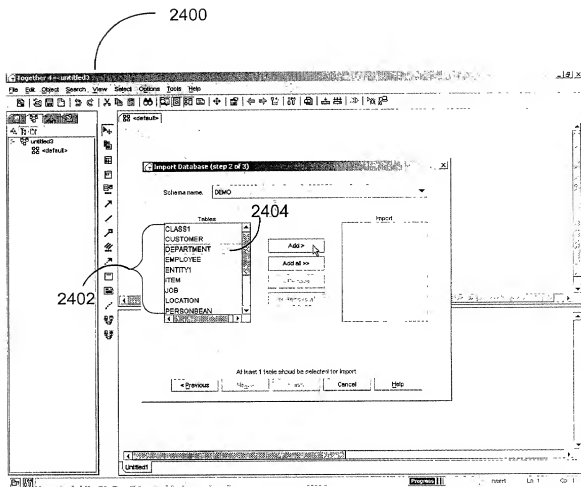 2400
Together 4 -- untitled3
File Edit Object Search View Select Options Tools Help
<default>
untitled3
<default>
Import Database (step 2 of 3)
Schema name: DEMO
2404
Tables
Import
CLASS1
CUSTOMER
DEPARTMENT
EMPLOYEE
ENTITY1
ITEM
JOB
LOCATION
PERSONBEAN
2402
Add >
Add all >>
At least 1 table should be selected for import
< Previous
Cancel
Help
Untitled1
Progress
Ln 1